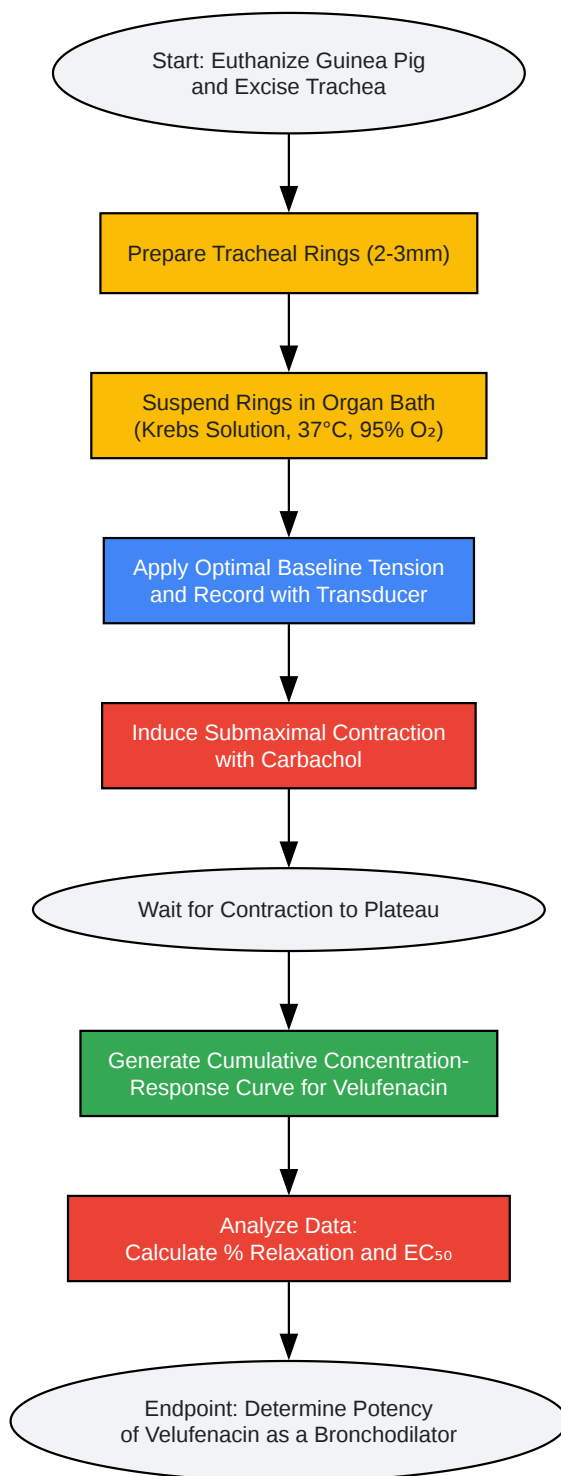 Start: Euthanize Guinea Pig
and Excise Trachea
Prepare Tracheal Rings (2-3mm)
Suspend Rings in Organ Bath
(Krebs Solution, 37°C, 95% O₂)
Apply Optimal Baseline Tension
and Record with Transducer
Induce Submaximal Contraction
with Carbachol
Wait for Contraction to Plateau
Generate Cumulative Concentration-
Response Curve for Velufenacin
Analyze Data:
Calculate % Relaxation and EC₅₀
Endpoint: Determine Potency
of Velufenacin as a Bronchodilator